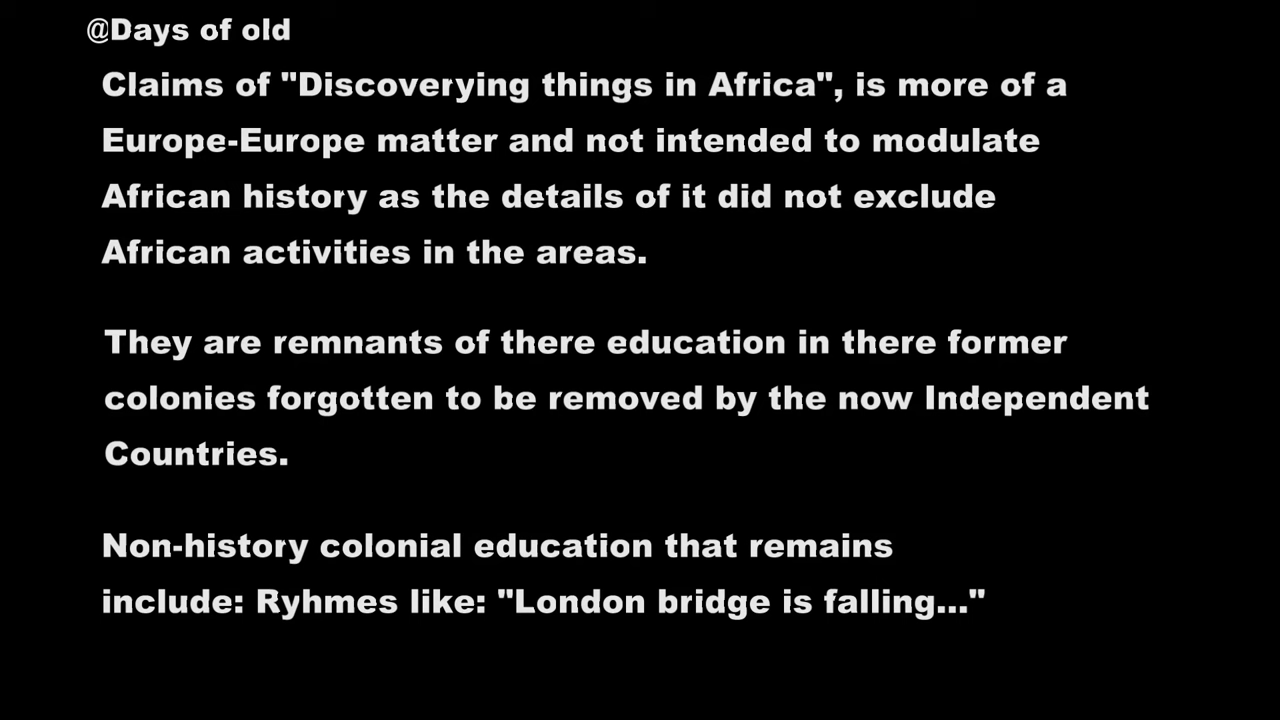 @Days of old
Claims of "Discoverying things in Africa", is more of a
Europe-Europe matter and not intended to modulate
African history as the details of it did not exclude
African activities in the areas.
They are remnants of there education in there former
colonies forgotten to be removed by the now Independent
Countries.
Non-history colonial education that remains
include: Ryhmes like: "London bridge is falling..."